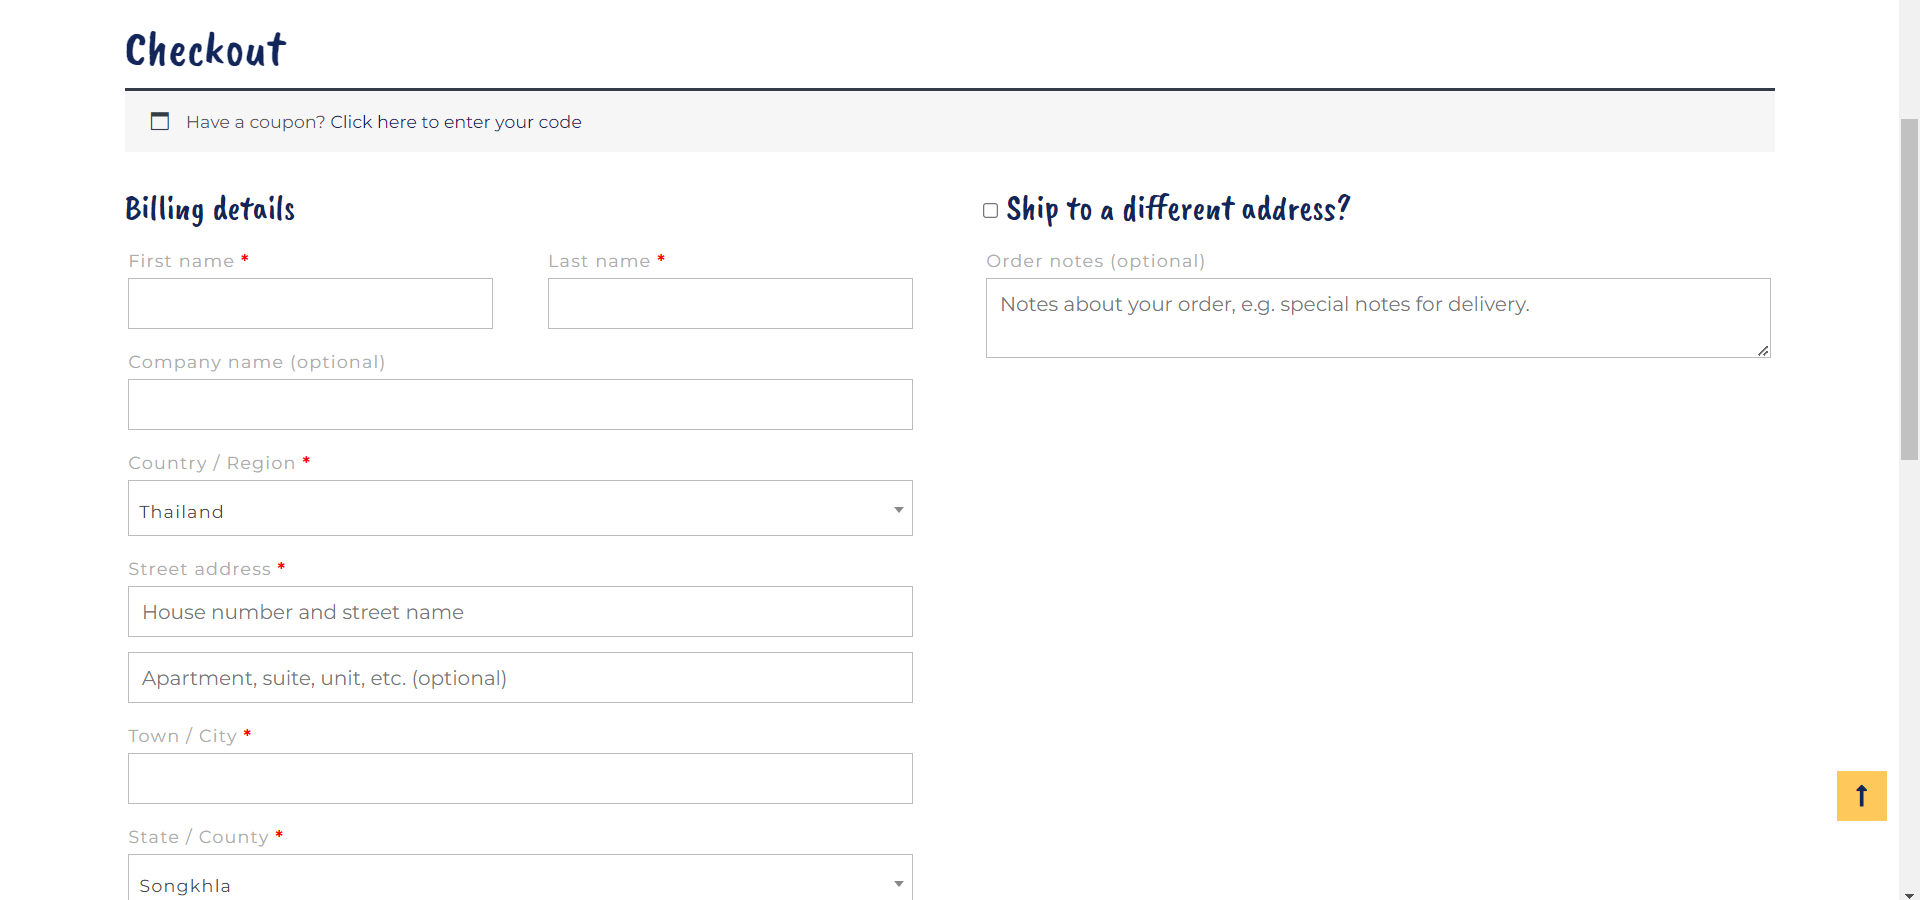 Checkout
Have a coupon? Click here to enter your code
Billing details
First name *
Last name *
Company name (optional)
Country / Region *
Thailand
Street address *
House number and street name
Apartment, suite, unit, etc. (optional)
Town / City *
State / County *
Songkhla
Ship to a different address?
Order notes (optional)
Notes about your order, e.g. special notes for delivery.